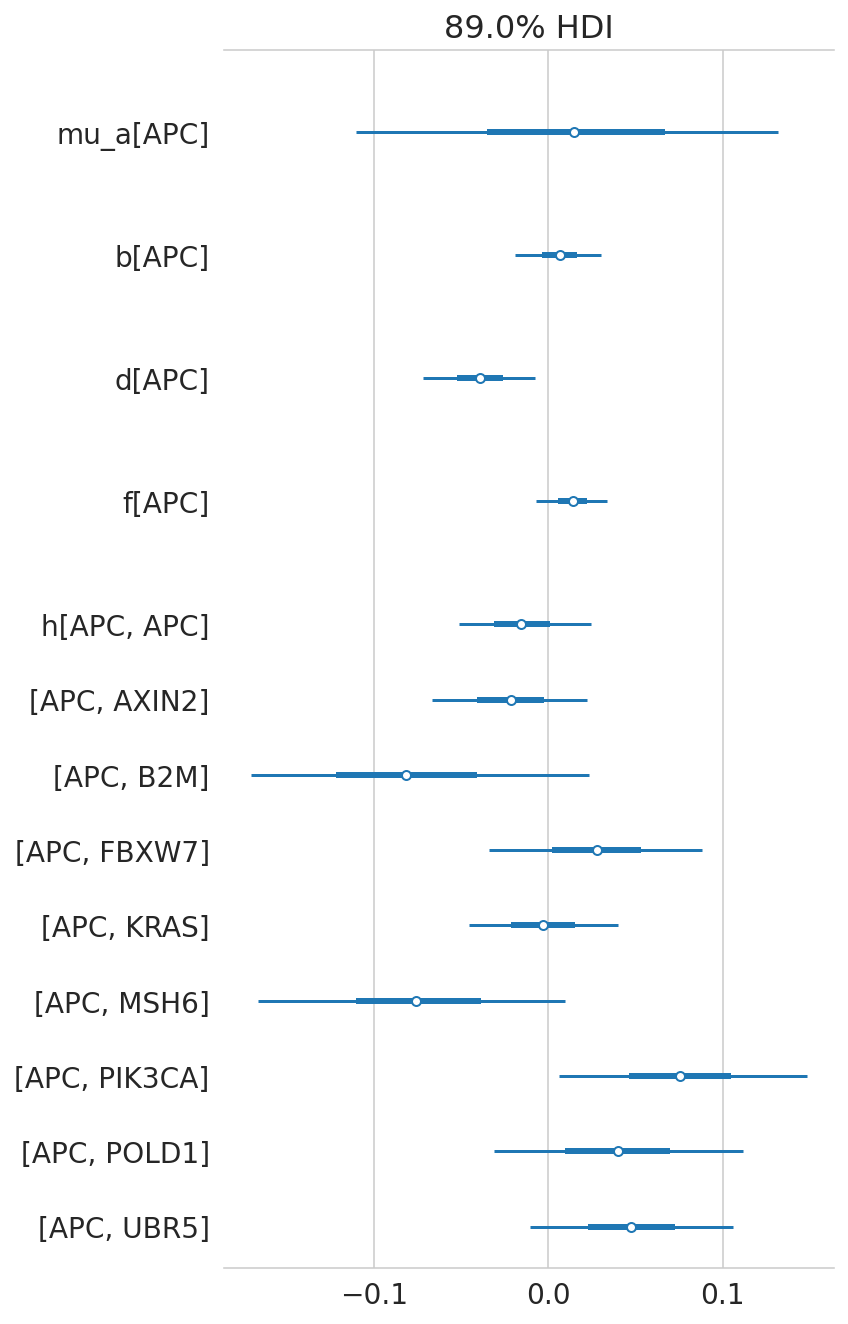 89.0% HDI
mu_a[APC]
b[APC]
d[APC]
f[APC]
h[APC, APC]
[APC, AXIN2]
[APC, B2M]
[APC, FBXW7]
[APC, KRAS]
[APC, MSH6]
[APC, PIK3CA]
[APC, POLD1]
[APC, UBR5]
−0.1 0.0 0.1